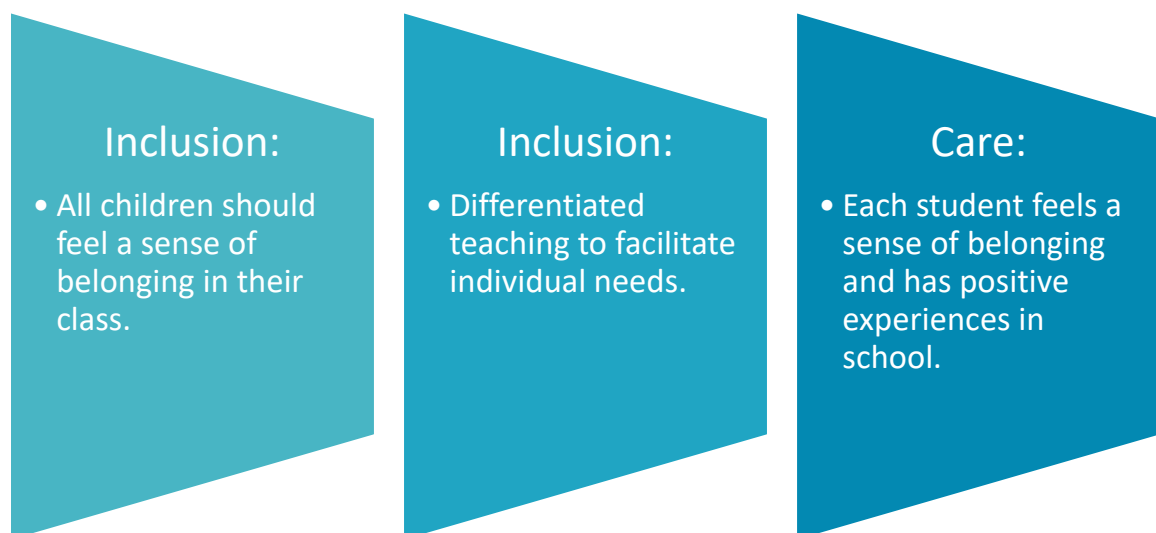 Inclusion:
• All children should
feel a sense of
belonging in their
class.
Inclusion:
• Differentiated
teaching to facilitate
individual needs.
Care:
• Each student feels a
sense of belonging
and has positive
experiences in
school.